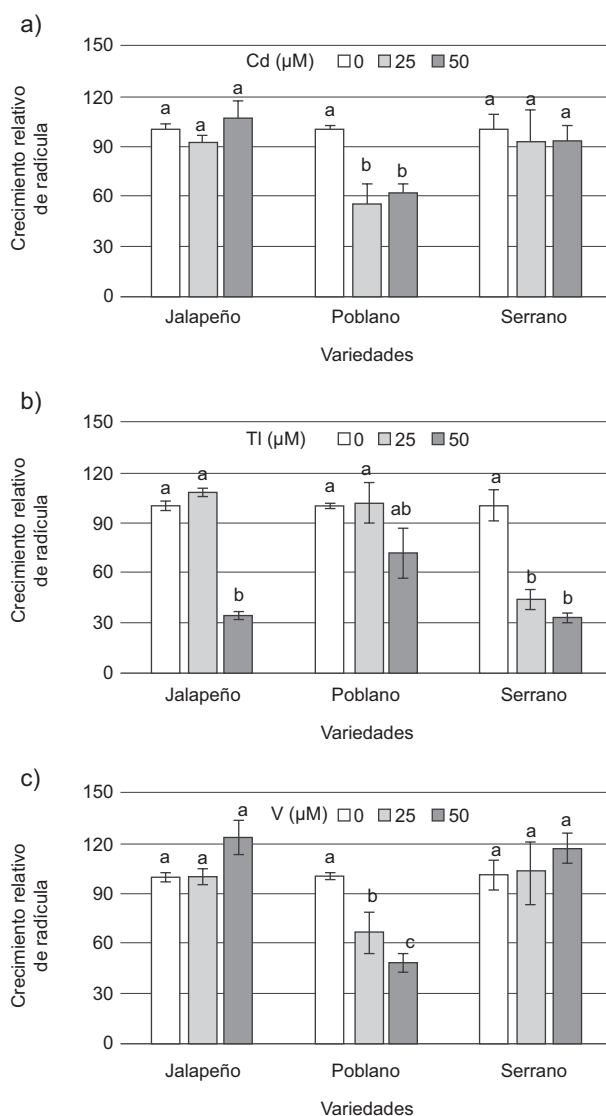 a)
150
Cd (µM) 0 25 50
120
a a a a a a a
90
b b
60
30
0
Jalapeño Poblano Serrano
Variedades
Crecimiento relativo
de radícula
b)
150
Tl (µM) 0 25 50
120
a a a a ab a
90
60
b b b
30
0
Jalapeño Poblano Serrano
Variedades
Crecimiento relativo
de radícula
c)
150
V (µM) 0 25 50
120
a a a a a a a
90
b
60
c
30
0
Jalapeño Poblano Serrano
Variedades
Crecimiento relativo
de radícula